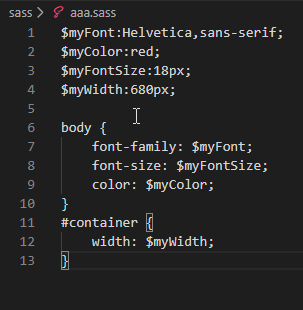 sass > aaa.sass
1 $myFont:Helvetica,sans-serif;
2 $myColor:red;
3 $myFontSize:18px;
4 $myWidth:680px;
5
6 body {
7     font-family: $myFont;
8     font-size: $myFontSize;
9     color: $myColor;
10 }
11 #container {
12     width: $myWidth;
13 }